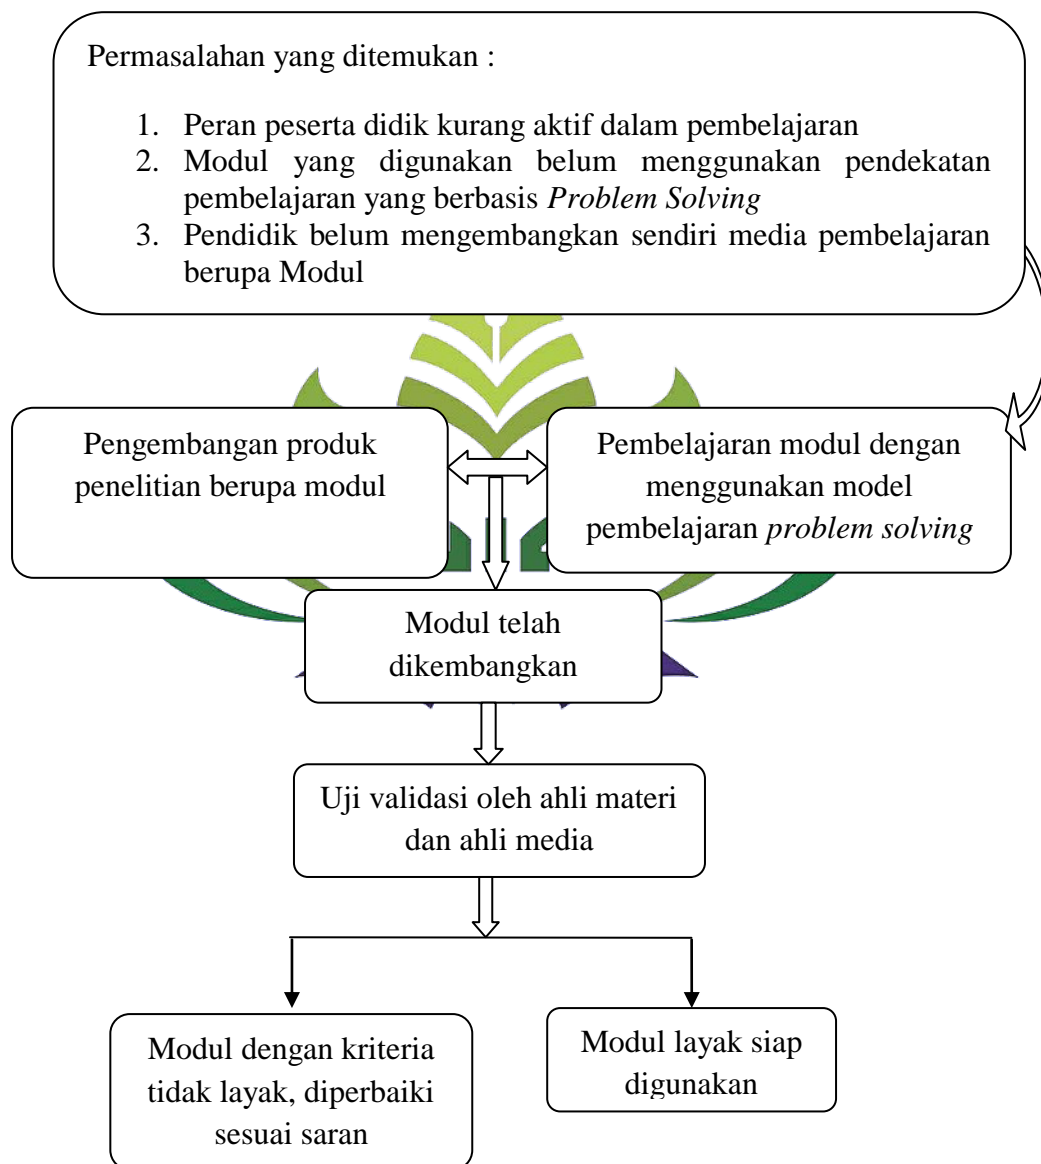 Permasalahan yang ditemukan :
1. Peran peserta didik kurang aktif dalam pembelajaran
2. Modul yang digunakan belum menggunakan pendekatan
pembelajaran yang berbasis Problem Solving
3. Pendidik belum mengembangkan sendiri media pembelajaran
berupa Modul
Pengembangan produk
penelitian berupa modul
Pembelajaran modul dengan
menggunakan model
pembelajaran problem solving
Modul telah
dikembangkan
Uji validasi oleh ahli materi
dan ahli media
Modul dengan kriteria
tidak layak, diperbaiki
sesuai saran
Modul layak siap
digunakan